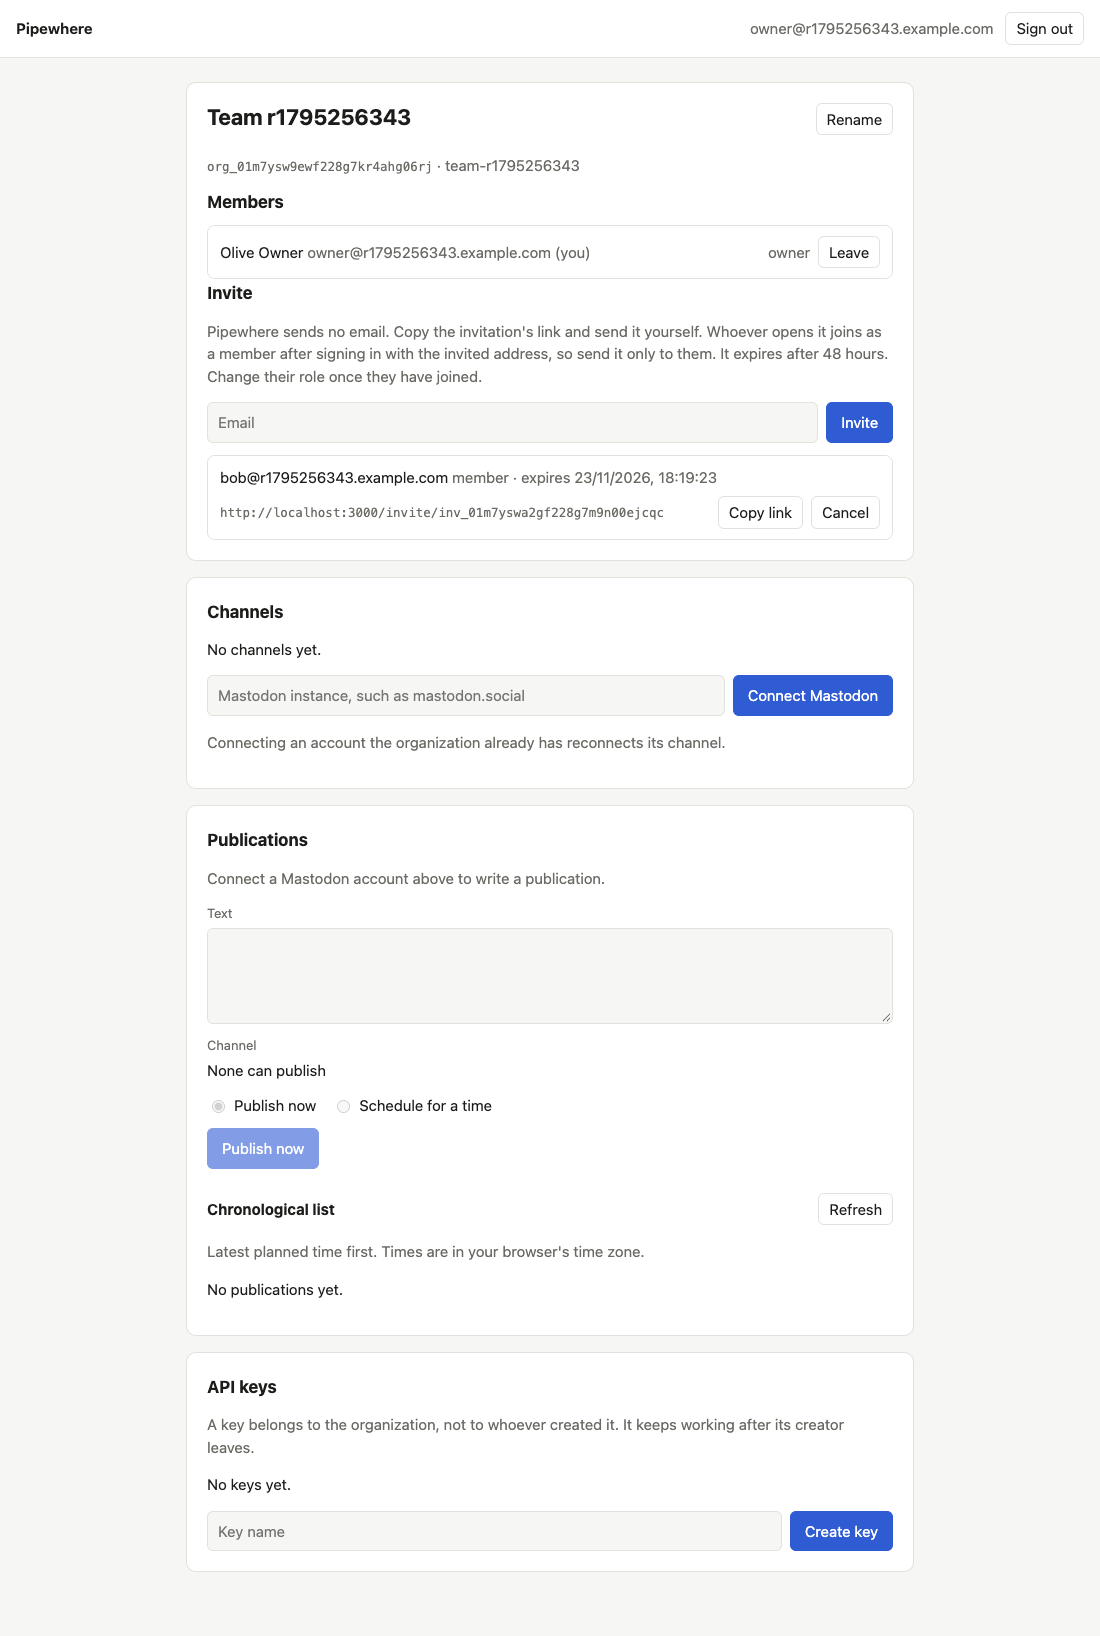 Pipewhere
owner@r1795256343.example.com
Sign out
Team r1795256343
Rename
org_01m7ysw9ewf228g7kr4ahg06rj · team-r1795256343
Members
Olive Owner owner@r1795256343.example.com (you)
owner
Leave
Invite
Pipewhere sends no email. Copy the invitation's link and send it yourself. Whoever opens it joins as
a member after signing in with the invited address, so send it only to them. It expires after 48 hours.
Change their role once they have joined.
Email
Invite
bob@r1795256343.example.com member · expires 23/11/2026, 18:19:23
http://localhost:3000/invite/inv_01m7yswa2gf228g7m9n00ejcqc
Copy link
Cancel
Channels
No channels yet.
Mastodon instance, such as mastodon.social
Connect Mastodon
Connecting an account the organization already has reconnects its channel.
Publications
Connect a Mastodon account above to write a publication.
Text
Channel
None can publish
Publish now
Schedule for a time
Publish now
Chronological list
Refresh
Latest planned time first. Times are in your browser's time zone.
No publications yet.
API keys
A key belongs to the organization, not to whoever created it. It keeps working after its creator
leaves.
No keys yet.
Key name
Create key